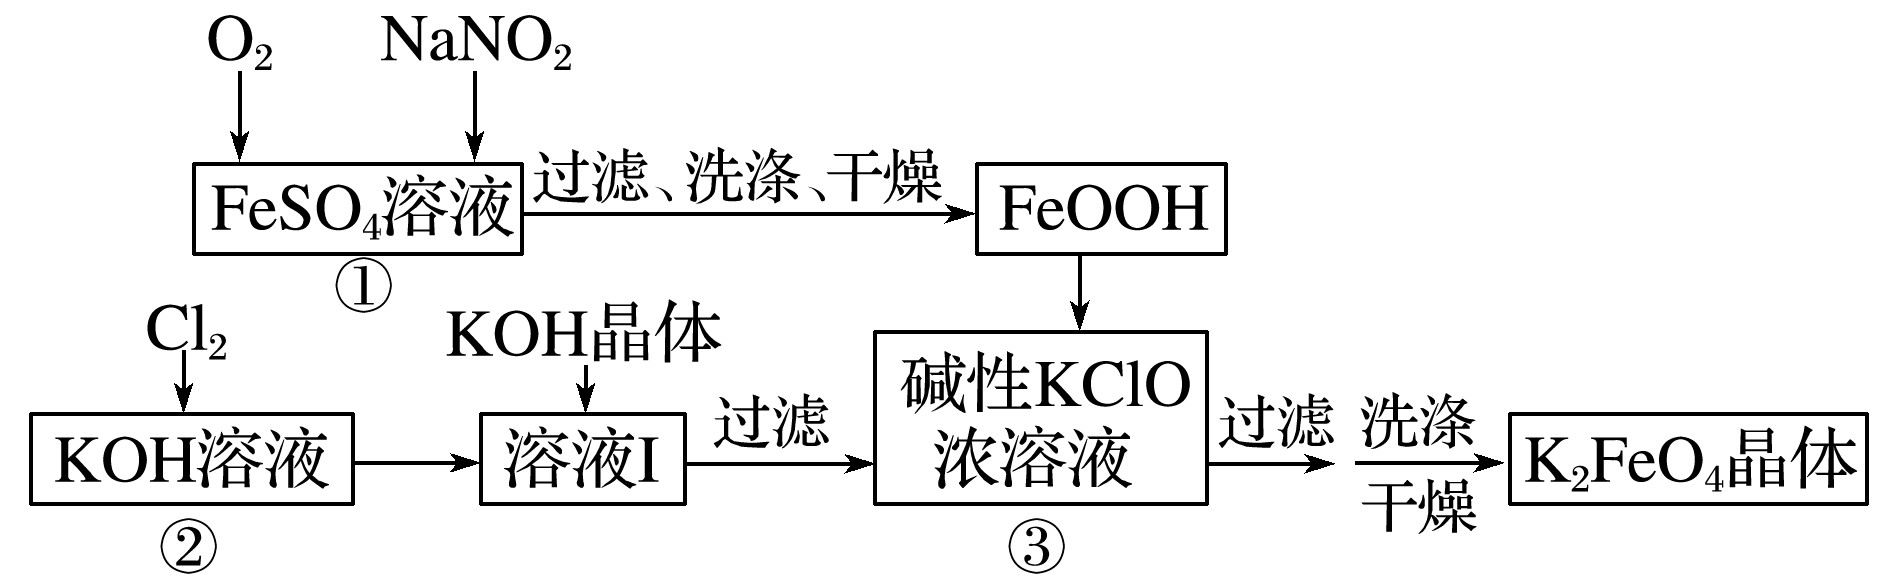 O₂ NaNO₂
FeSO₄溶液 过滤、洗涤、干燥 FeOOH
①
Cl₂ KOH晶体
KOH溶液 溶液I 过滤 碱性KClO浓溶液 过滤 洗涤 干燥 K₂FeO₄晶体
② ③